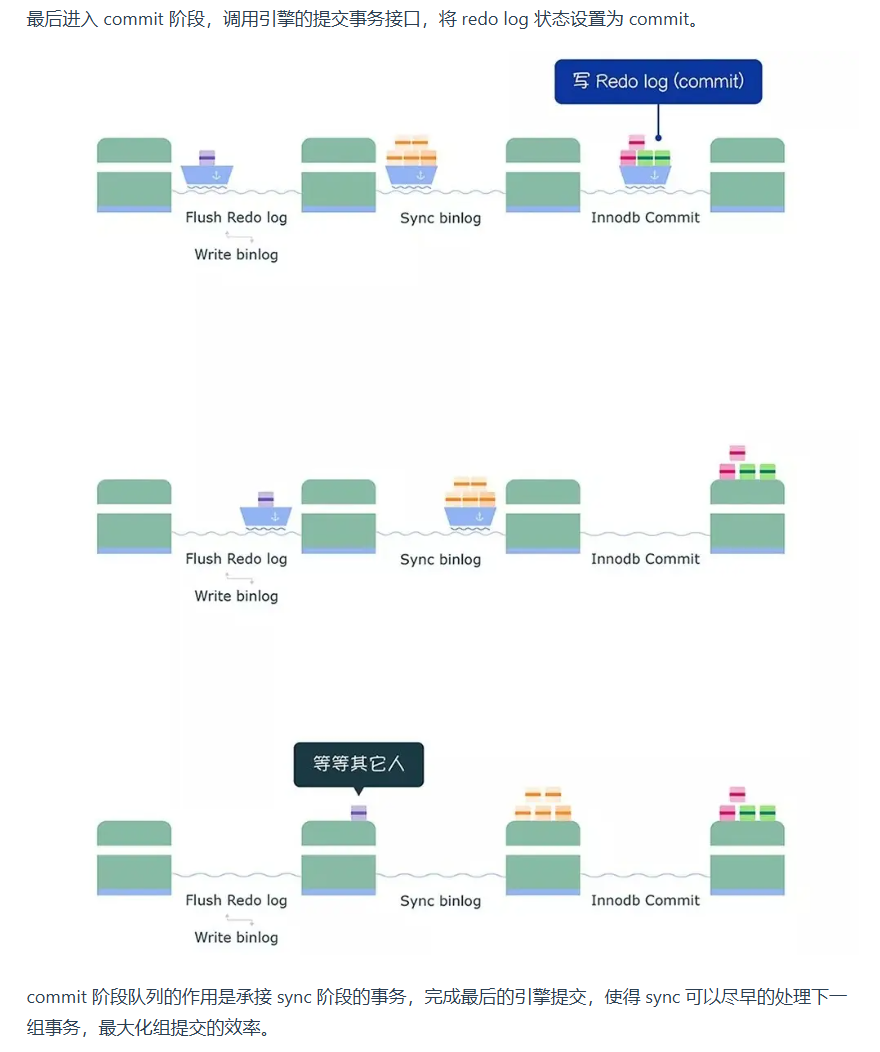 最后进入 commit 阶段，调用引擎的提交事务接口，将 redo log 状态设置为 commit。
写 Redo log (commit)
Flush Redo log
Sync binlog
Innodb Commit
Write binlog
Flush Redo log
Sync binlog
Innodb Commit
Write binlog
等等其它人
Flush Redo log
Sync binlog
Innodb Commit
Write binlog
commit 阶段队列的作用是承接 sync 阶段的事务，完成最后的引擎提交，使得 sync 可以尽早的处理下一
组事务，最大化组提交的效率。